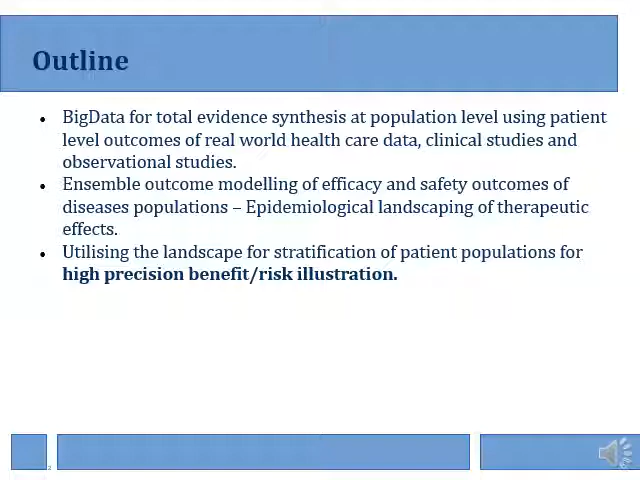 Outline
• BigData for total evidence synthesis at population level using patient
level outcomes of real world health care data, clinical studies and
observational studies.
• Ensemble outcome modelling of efficacy and safety outcomes of
diseases populations – Epidemiological landscaping of therapeutic
effects.
• Utilising the landscape for stratification of patient populations for
high precision benefit/risk illustration.
2